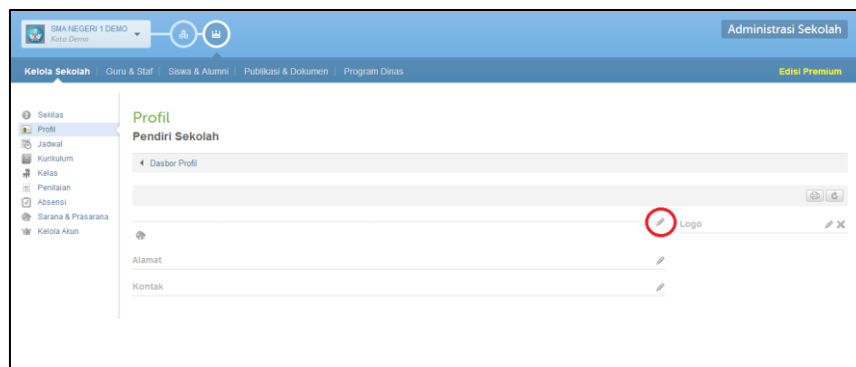 SMA NEGERI 1 DEMO
Kota Demo
Administrasi Sekolah
Kelola Sekolah Guru & Staf Siswa & Alumni Publikasi & Dokumen Program Dinas
Edisi Premium
Sekilas
Profil
Jadwal
Kurikulum
Kelas
Penilaian
Absensi
Sarana & Prasarana
Kelola Akun
Profil
Pendiri Sekolah
Dasbor Profil
Logo
Alamat
Kontak